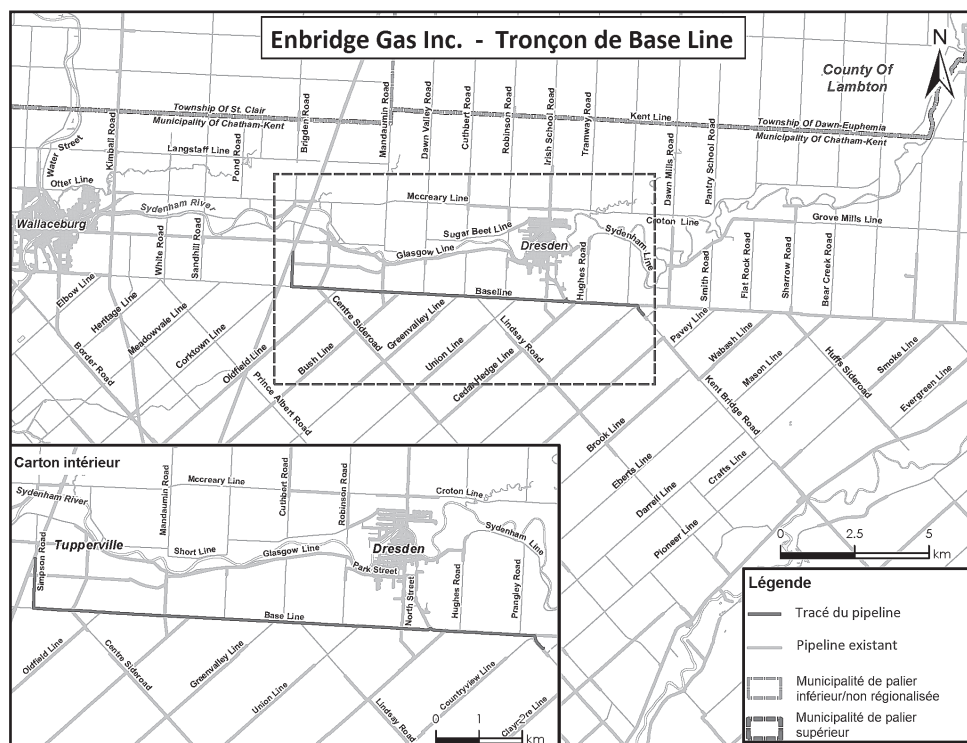 Enbridge Gas Inc. - Tronçon de Base Line
N
County Of
Lambton
Township Of St. Clair
Municipality Of Chatham-Kent
Kent Line
Township Of Dawn-Euphemia
Municipality Of Chatham-Kent
Water Street
Kimball Road
Langstaff Line
Pond Road
Brigden Road
Mandaumin Road
Dawn Valley Road
Cuthbert Road
Robinson Road
Irish School Road
Tramway Road
Dawn Mills Road
Pantry School Road
Otter Line
Sydenham River
Wallaceburg
Mccreary Line
Croton Line
Grove Mills Line
Sugar Beet Line
Glasgow Line
Dresden
Sydenham Line
White Road
Sandhill Road
Hughes Road
Smith Road
Flat Rock Road
Sharrow Road
Bear Creek Road
Baseline
Elbow Line
Heritage Line
Meadowvale Line
Corktown Line
Oldfield Line
Bush Line
Centre Sideroad
Greenvalley Line
Union Line
Cedar Hedge Line
Lindsay Road
Pavey Line
Wabash Line
Mason Line
Huffs Sideroad
Smoke Line
Evergreen Line
Border Road
Prince Albert Road
Kent Bridge Road
Brook Line
Eberts Line
Darrell Line
Crafts Line
Pioneer Line
0 2.5 5
km
Carton intérieur
Sydenham River
Mandaumin Road
Mccreary Line
Cuthbert Road
Robinson Road
Croton Line
Simpson Road
Tupperville
Short Line
Glasgow Line
Dresden
Park Street
Sydenham Line
North Street
Hughes Road
Prangley Road
Base Line
Oldfield Line
Centre Sideroad
Greenvalley Line
Union Line
Lindsay Road
Countryview Line
0 1 2
km
Légende
Tracé du pipeline
Pipeline existant
Municipalité de palier
inférieur/non régionalisée
Municipalité de palier
supérieur